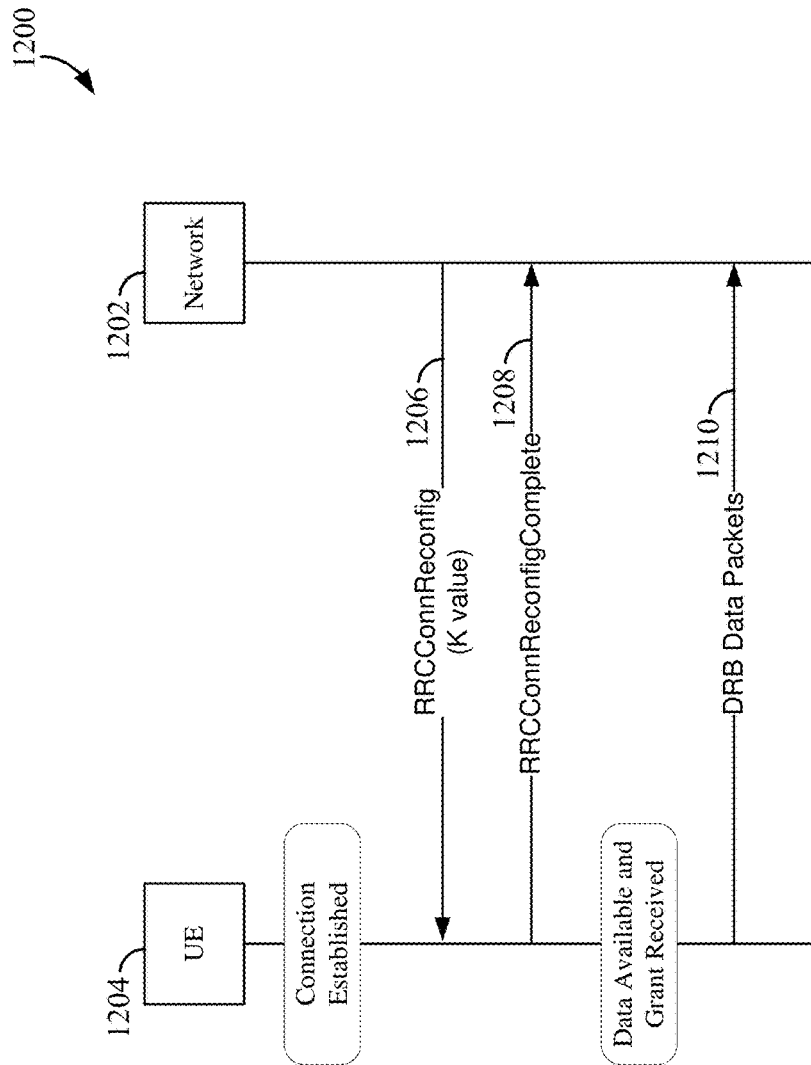 1200
1204
UE
1202
Network
Connection
Established
RRCConnReconfig
(K value)
1206
RRCConnReconfigComplete
1208
Data Available and
Grant Received
DRB Data Packets
1210